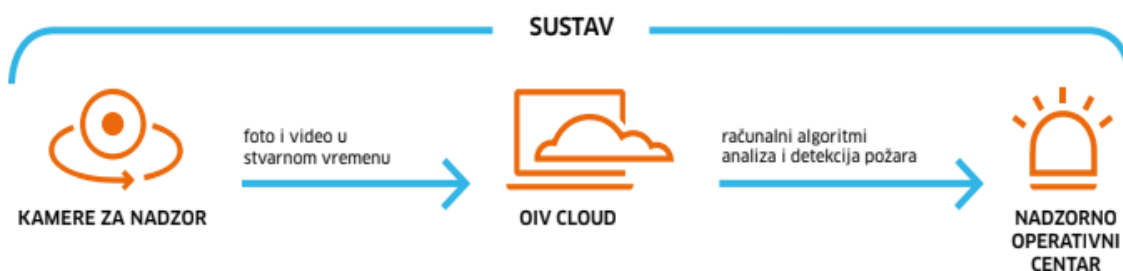 SUSTAV
foto i video u
stvarnom vremenu
računalni algoritmi
analiza i detekcija požara
KAMERE ZA NADZOR
OIV CLOUD
NADZORNO
OPERATIVNI
CENTAR